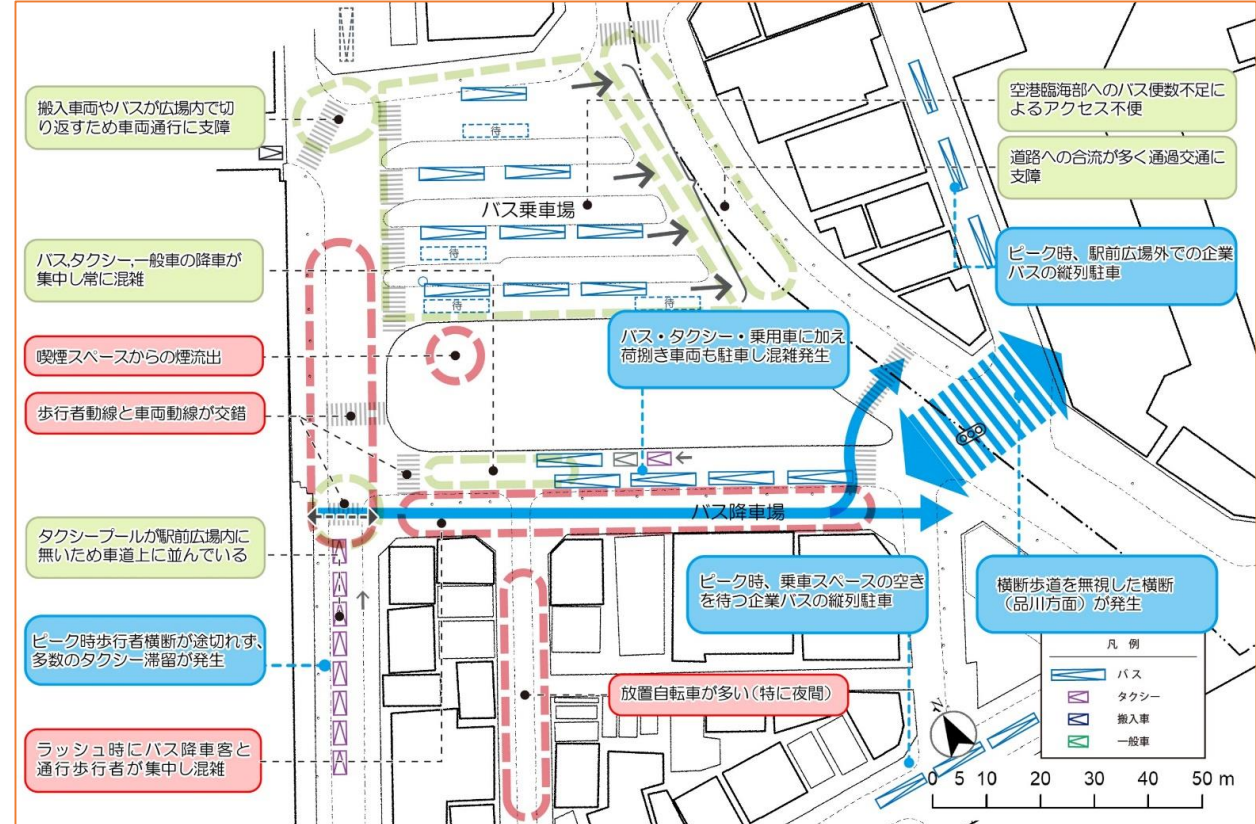 搬入車両やバスが広場内で切
り返すため車両通行に支障
バス,タクシー,一般車の降車が
集中し常に混雑
喫煙スペースからの煙流出
歩行者動線と車両動線が交錯
タクシープールが駅前広場内に
無いため車道上に並んでいる
ピーク時歩行者横断が途切れず、
多数のタクシー滞留が発生
ラッシュ時にバス降車客と
通行歩行者が集中し混雑
待
バス乗車場
待
待
待
バス・タクシー・乗用車に加え
荷捌き車両も駐車し混雑発生
バス降車場
ピーク時、乗車スペースの空き
を待つ企業バスの縦列駐車
放置自転車が多い(特に夜間)
空港臨海部へのバス便数不足に
よるアクセス不便
道路への合流が多く通過交通に
支障
ピーク時、駅前広場外での企業
バスの縦列駐車
横断歩道を無視した横断
(品川方面)が発生
凡 例
バス
タクシー
搬入車
一般車
N
0 5 10 20 30 40 50 m